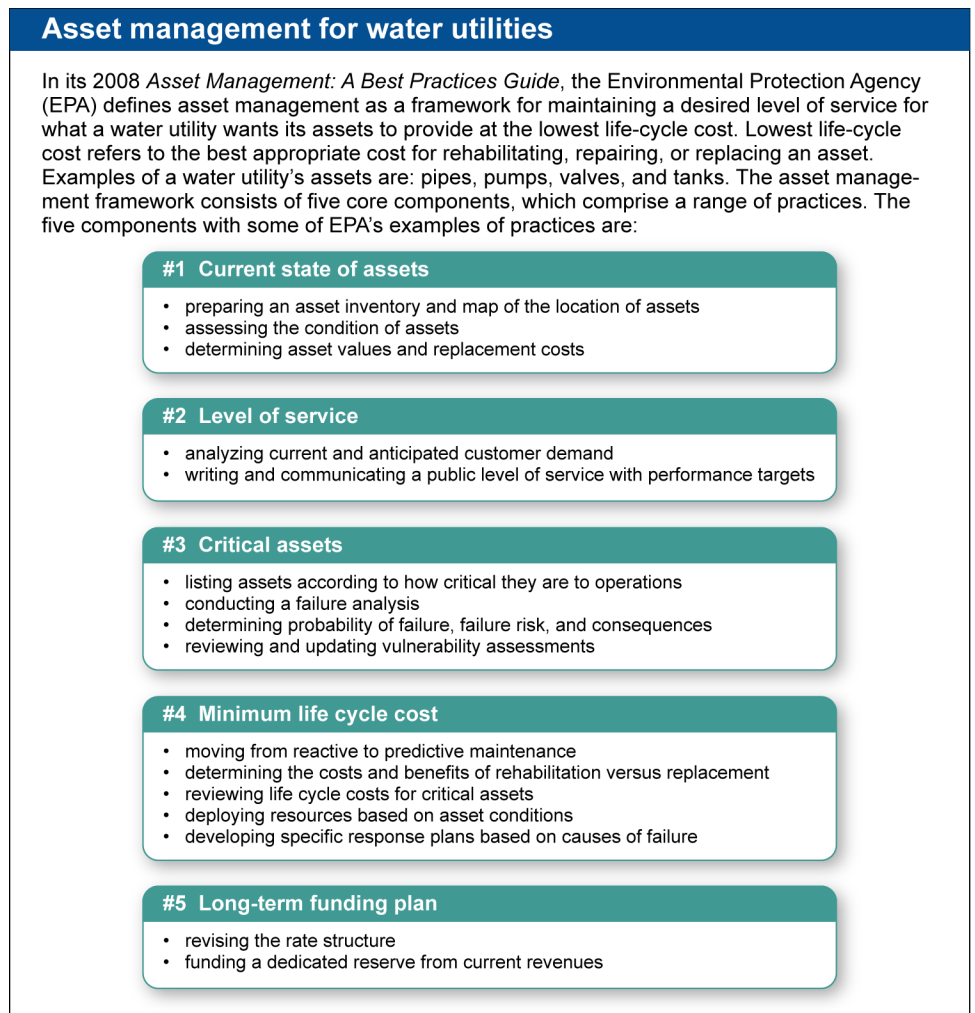 Asset management for water utilities
In its 2008 Asset Management: A Best Practices Guide, the Environmental Protection Agency
(EPA) defines asset management as a framework for maintaining a desired level of service for
what a water utility wants its assets to provide at the lowest life-cycle cost. Lowest life-cycle
cost refers to the best appropriate cost for rehabilitating, repairing, or replacing an asset.
Examples of a water utility’s assets are: pipes, pumps, valves, and tanks. The asset manage-
ment framework consists of five core components, which comprise a range of practices. The
five components with some of EPA’s examples of practices are:
#1 Current state of assets
• preparing an asset inventory and map of the location of assets
• assessing the condition of assets
• determining asset values and replacement costs
#2 Level of service
• analyzing current and anticipated customer demand
• writing and communicating a public level of service with performance targets
#3 Critical assets
• listing assets according to how critical they are to operations
• conducting a failure analysis
• determining probability of failure, failure risk, and consequences
• reviewing and updating vulnerability assessments
#4 Minimum life cycle cost
• moving from reactive to predictive maintenance
• determining the costs and benefits of rehabilitation versus replacement
• reviewing life cycle costs for critical assets
• deploying resources based on asset conditions
• developing specific response plans based on causes of failure
#5 Long-term funding plan
• revising the rate structure
• funding a dedicated reserve from current revenues